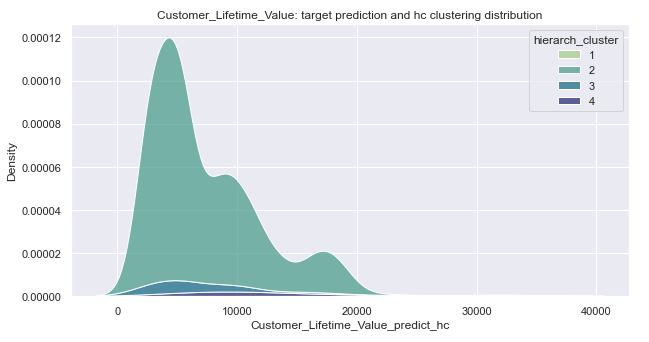 Customer_Lifetime_Value: target prediction and hc clustering distribution
hierarch_cluster
1
2
3
4
0.00012
0.00010
0.00008
0.00006
0.00004
0.00002
0.00000
Density
0 10000 20000 30000 40000
Customer_Lifetime_Value_predict_hc